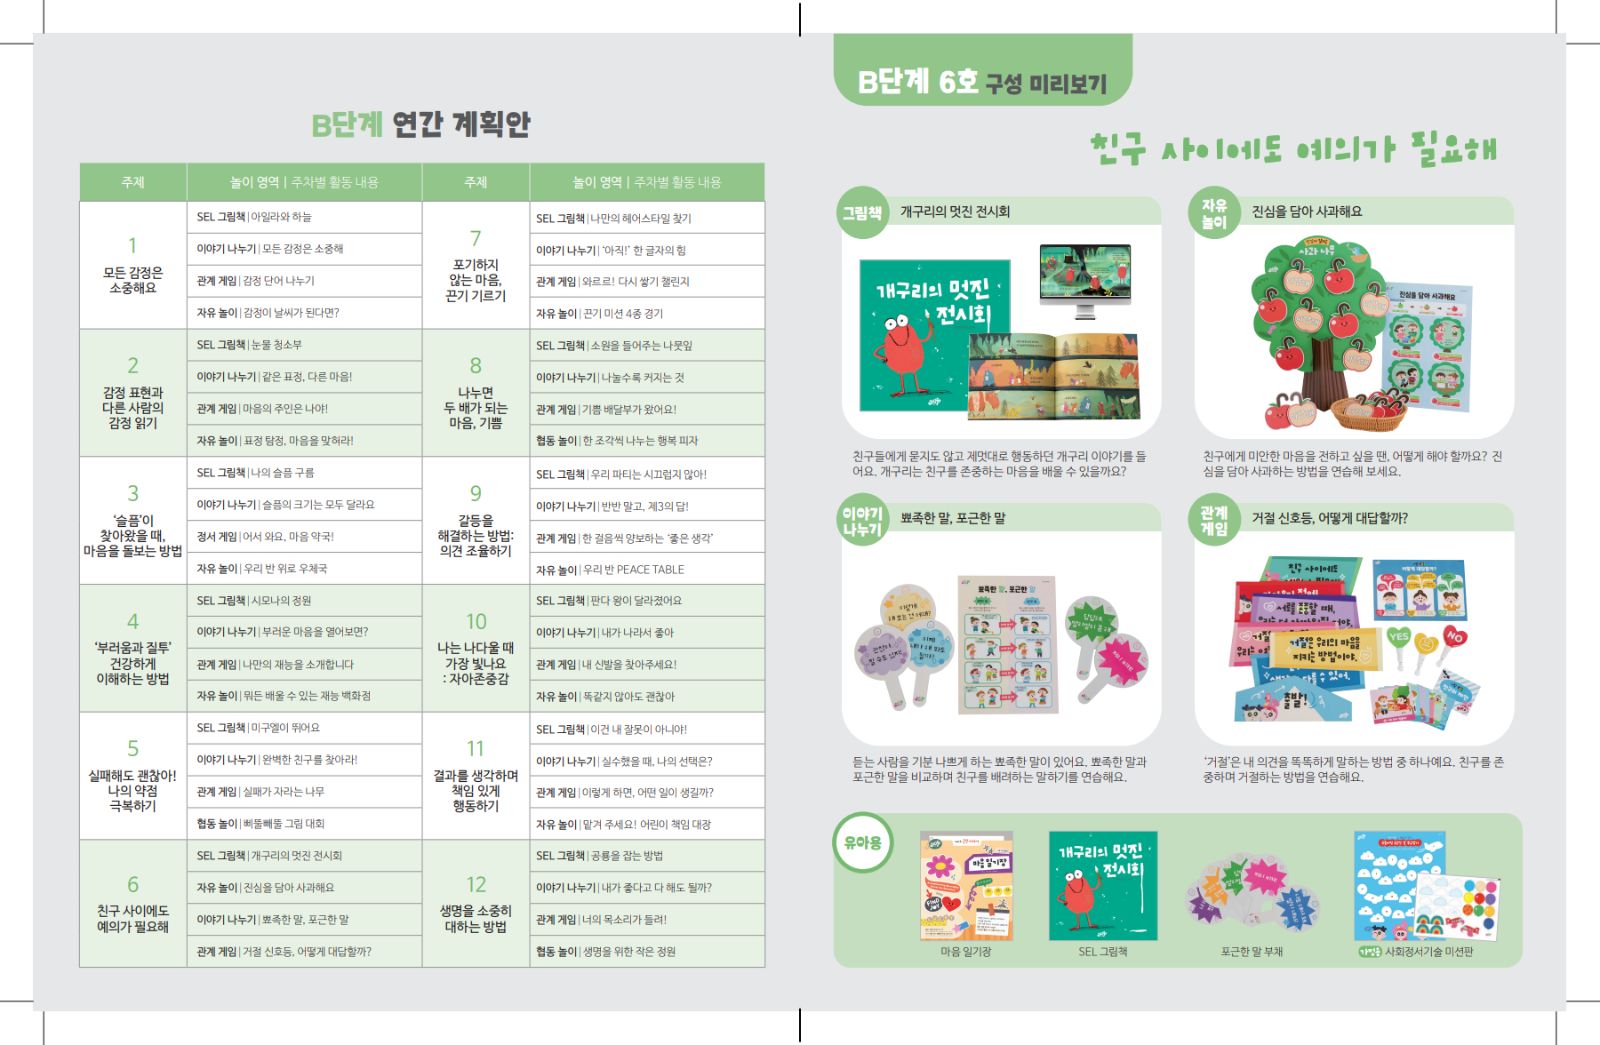 B단계 연간 계획안
주제
놀이 영역 | 주차별 활동 내용
주제
놀이 영역 | 주차별 활동 내용
1
모든 감정은
소중해요
SEL 그림책 | 아일라와 하늘
이야기 나누기 | 모든 감정은 소중해
관계 게임 | 감정 단어 나누기
자유 놀이 | 감정이 날씨가 된다면?
2
감정 표현과
다른 사람의
감정 읽기
SEL 그림책 | 눈물 청소부
이야기 나누기 | 같은 표정, 다른 마음!
관계 게임 | 마음의 주인은 나야!
자유 놀이 | 표정 탐정, 마음을 맞혀라!
3
‘슬픔’이
찾아왔을 때,
마음을 돌보는 방법
SEL 그림책 | 나의 슬픔 구름
이야기 나누기 | 슬픔의 크기는 모두 달라요
정서 게임 | 어서 와요, 마음 약국!
자유 놀이 | 우리 반 위로 우체국
4
‘부러움과 질투’
건강하게
이해하는 방법
SEL 그림책 | 시모나의 정원
이야기 나누기 | 부러운 마음을 열어보면?
관계 게임 | 나만의 재능을 소개합니다
자유 놀이 | 뭐든 배울 수 있는 재능 백화점
5
실패해도 괜찮아!
나의 약점
극복하기
SEL 그림책 | 미구엘이 뛰어요
이야기 나누기 | 완벽한 친구를 찾아라!
관계 게임 | 실패가 자라는 나무
협동 놀이 | 삐뚤빼뚤 그림 대회
6
친구 사이에도
예의가 필요해
SEL 그림책 | 개구리의 멋진 전시회
자유 놀이 | 진심을 담아 사과해요
이야기 나누기 | 뾰족한 말, 포근한 말
관계 게임 | 거절 신호등, 어떻게 대답할까?
7
포기하지
않는 마음,
끈기 기르기
SEL 그림책 | 나만의 헤어스타일 찾기
이야기 나누기 | ‘아직!’ 한 글자의 힘
관계 게임 | 와르르! 다시 쌓기 챌린지
자유 놀이 | 끈기 미션 4종 경기
8
나누면
두 배가 되는
마음, 기쁨
SEL 그림책 | 소원을 들어주는 나뭇잎
이야기 나누기 | 나눌수록 커지는 것
관계 게임 | 기쁨 배달부가 왔어요!
협동 놀이 | 한 조각씩 나누는 행복 피자
9
갈등을
해결하는 방법:
의견 조율하기
SEL 그림책 | 우리 파티는 시끄럽지 않아!
이야기 나누기 | 반반 말고, 제3의 답!
관계 게임 | 한 걸음씩 양보하는 ‘좋은 생각’
자유 놀이 | 우리 반 PEACE TABLE
10
나는 나다울 때
가장 빛나요
: 자아존중감
SEL 그림책 | 판다 왕이 달라졌어요
이야기 나누기 | 내가 나라서 좋아
관계 게임 | 내 신발을 찾아주세요!
자유 놀이 | 똑같지 않아도 괜찮아
11
결과를 생각하며
책임 있게
행동하기
SEL 그림책 | 이건 내 잘못이 아니야!
이야기 나누기 | 실수했을 때, 나의 선택은?
관계 게임 | 이렇게 하면, 어떤 일이 생길까?
자유 놀이 | 맡겨 주세요! 어린이 책임 대장
12
생명을 소중히
대하는 방법
SEL 그림책 | 공룡을 잡는 방법
이야기 나누기 | 내가 좋다고 다 해도 될까?
관계 게임 | 너의 목소리가 들려!
협동 놀이 | 생명을 위한 작은 정원
B단계 6호 구성 미리보기
친구 사이에도 예의가 필요해
그림책
개구리의 멋진 전시회
개구리의 멋진
전시회
친구들에게 묻지도 않고 제멋대로 행동하던 개구리 이야기를 들
어요. 개구리는 친구를 존중하는 마음을 배울 수 있을까요?
자유
놀이
진심을 담아 사과해요
사과 나무
진심을 담아 사과해요
친구에게 미안한 마음을 전하고 싶을 땐, 어떻게 해야 할까요? 진
심을 담아 사과하는 방법을 연습해 보세요.
이야기
나누기
뾰족한 말, 포근한 말
뾰족한 말, 포근한 말
듣는 사람을 기분 나쁘게 하는 뾰족한 말이 있어요. 뾰족한 말과
포근한 말을 비교하며 친구를 배려하는 말하기를 연습해요.
관계
게임
거절 신호등, 어떻게 대답할까?
친구 사이에도
거절은 우리의 마음을
지키는 방법이야.
출발!
어떻게 대답할까?
YES
NO
‘거절’은 내 의견을 똑똑하게 말하는 방법 중 하나예요. 친구를 존
중하며 거절하는 방법을 연습해요.
유아용
마음 일기장
마음 일기장
개구리의 멋진
전시회
SEL 그림책
포근한 말 부채
가정용 사회정서기술 미션판